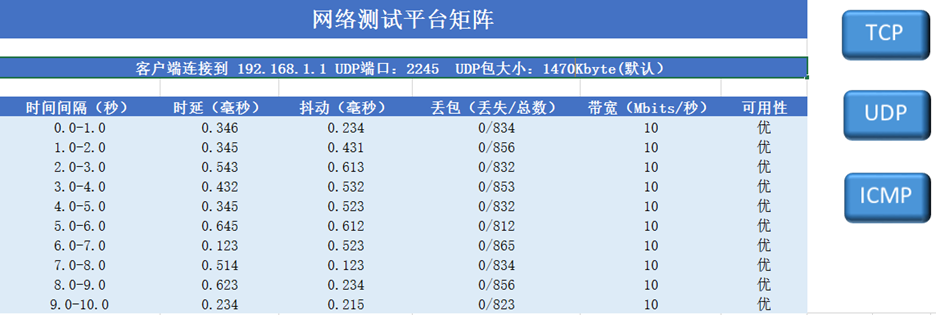 网络测试平台矩阵
客户端连接到 192.168.1.1 UDP端口：2245 UDP包大小：1470Kbyte(默认）
时间间隔（秒） 时延（毫秒） 抖动（毫秒） 丢包（丢失/总数） 带宽（Mbits/秒） 可用性
0.0-1.0 0.346 0.234 0/834 10 优
1.0-2.0 0.345 0.431 0/856 10 优
2.0-3.0 0.543 0.613 0/832 10 优
3.0-4.0 0.432 0.532 0/853 10 优
4.0-5.0 0.345 0.523 0/832 10 优
5.0-6.0 0.645 0.612 0/812 10 优
6.0-7.0 0.123 0.523 0/865 10 优
7.0-8.0 0.514 0.123 0/834 10 优
8.0-9.0 0.623 0.234 0/856 10 优
9.0-10.0 0.234 0.215 0/823 10 优
TCP
UDP
ICMP